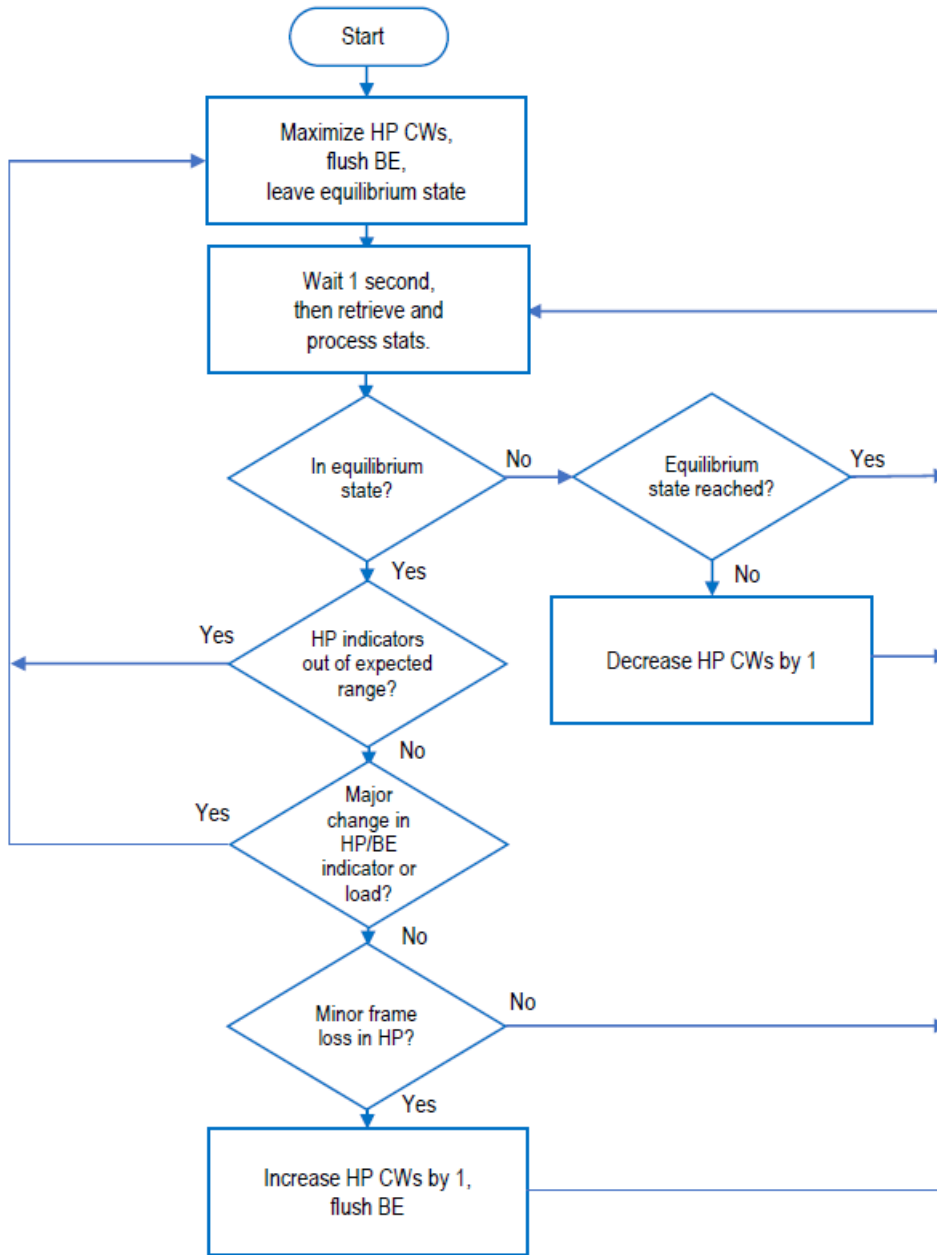 Start
Maximize HP CWs,
flush BE,
leave equilibrium state
Wait 1 second,
then retrieve and
process stats.
In equilibrium
state?
No
Equilibrium
state reached?
Yes
Yes
No
Decrease HP CWs by 1
HP indicators
out of expected
range?
Yes
No
Major
change in
HP/BE
indicator or
load?
Yes
No
Minor frame
loss in HP?
No
Yes
Increase HP CWs by 1,
flush BE